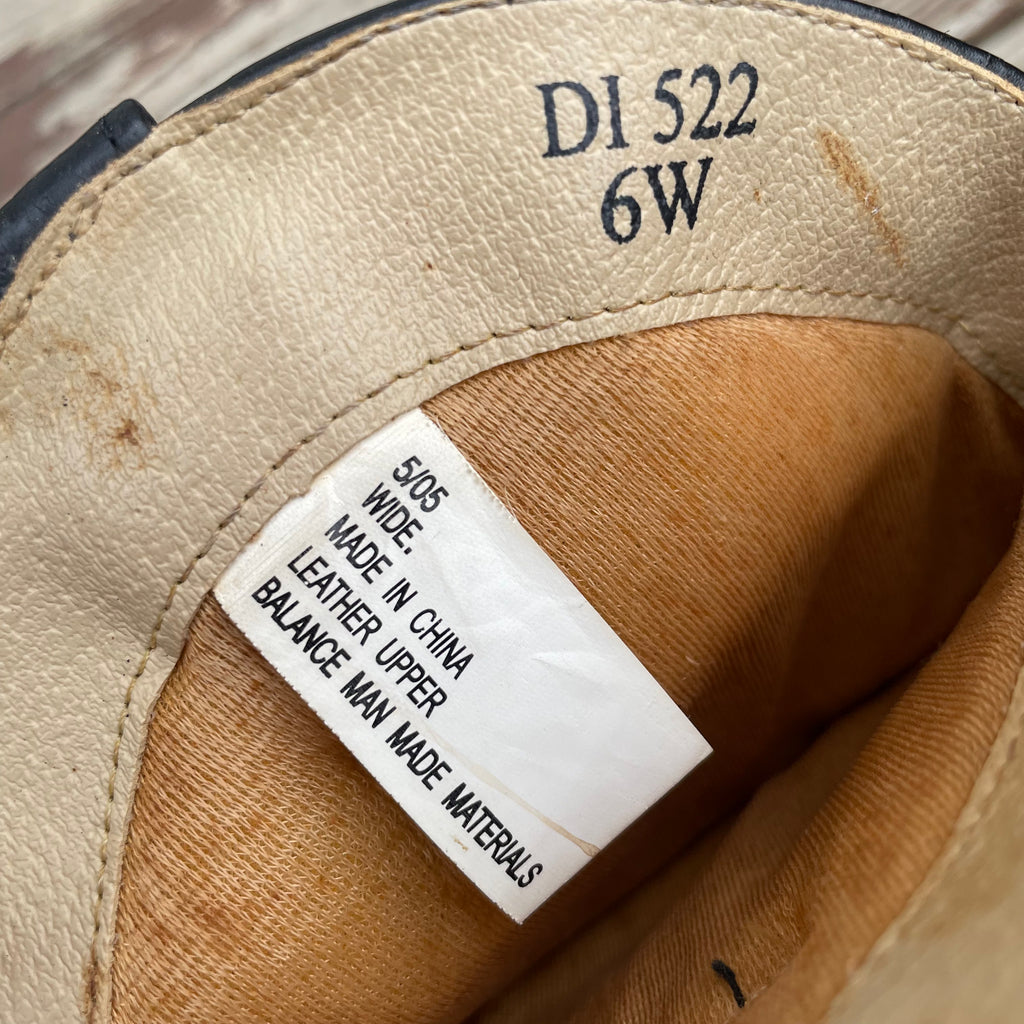 DI 522
6W
5/05
WIDE.
MADE IN CHINA
LEATHER UPPER
BALANCE MAN MADE MATERIALS